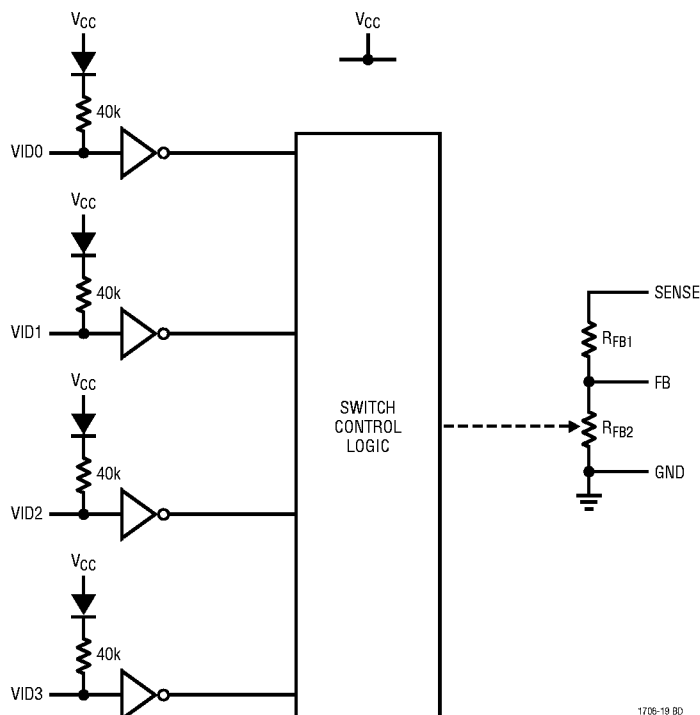 VCC
VCC
40k
VID0
VCC
40k
VID1
SENSE
RFB1
FB
VCC
SWITCH
CONTROL
LOGIC
RFB2
40k
GND
VID2
VCC
40k
VID3
1706-19 BD